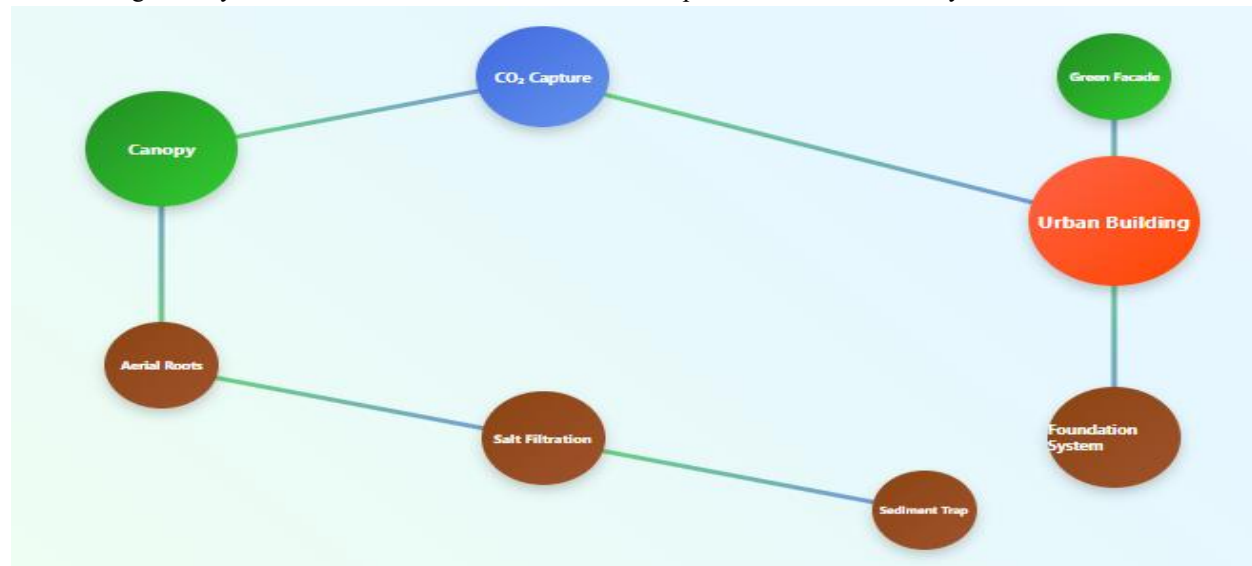 CO₂ Capture
Green Facade
Canopy
Urban Building
Aerial Roots
Salt Filtration
Foundation
System
Sediment Trap